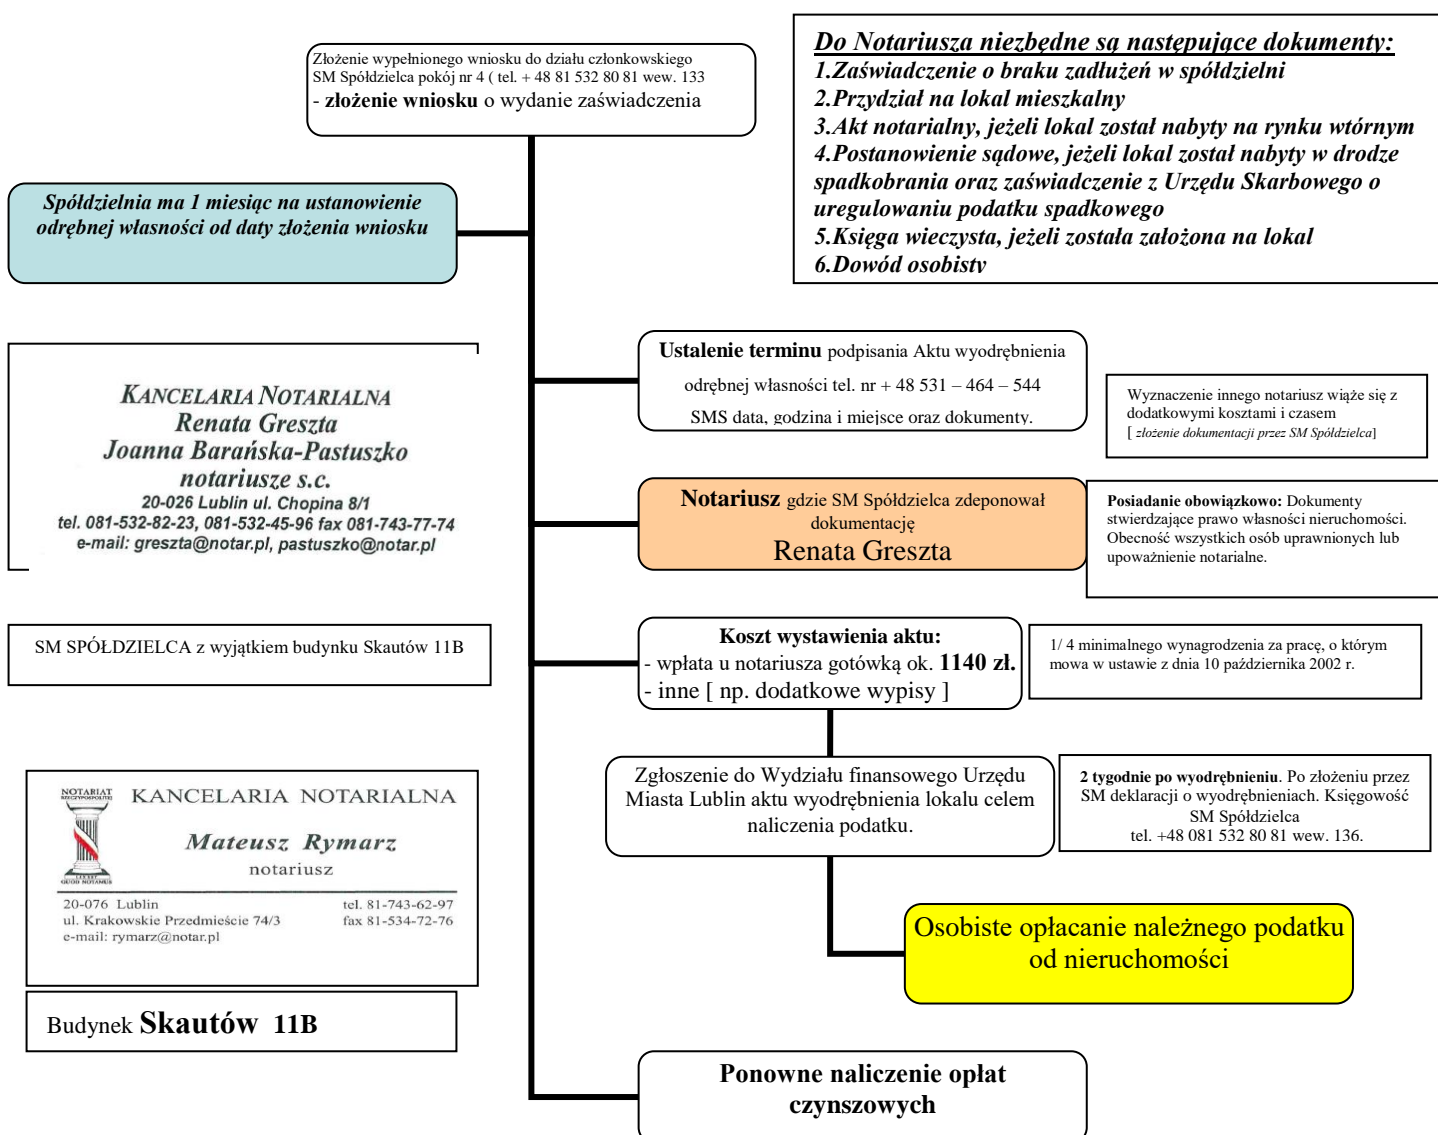 Złożenie wypełnionego wniosku do działu członkowskiego
SM Spółdzielca pokój nr 4 ( tel. + 48 81 532 80 81 wew. 133
- złożenie wniosku o wydanie zaświadczenia
Do Notariusza niezbędne są następujące dokumenty:
1.Zaświadczenie o braku zadłużeń w spółdzielni
2.Przydział na lokal mieszkalny
3.Akt notarialny, jeżeli lokal został nabyty na rynku wtórnym
4.Postanowienie sądowe, jeżeli lokal został nabyty w drodze
spadkobrania oraz zaświadczenie z Urzędu Skarbowego o
uregulowaniu podatku spadkowego
5.Księga wieczysta, jeżeli została założona na lokal
6.Dowód osobisty
Spółdzielnia ma 1 miesiąc na ustanowienie
odrębnej własności od daty złożenia wniosku
Ustalenie terminu podpisania Aktu wyodrębnienia
odrębnej własności tel. nr + 48 531 – 464 – 544
SMS data, godzina i miejsce oraz dokumenty.
Wyznaczenie innego notariusz wiąże się z
dodatkowymi kosztami i czasem
[ złożenie dokumentacji przez SM Spółdzielca]
KANCELARIA NOTARIALNA
Renata Greszta
Joanna Barańska-Pastuszko
notariusze s.c.
20-026 Lublin ul. Chopina 8/1
tel. 081-532-82-23, 081-532-45-96 fax 081-743-77-74
e-mail: greszta@notar.pl, pastuszko@notar.pl
Notariusz gdzie SM Spółdzielca zdeponował
dokumentację
Renata Greszta
Posiadanie obowiązkowo: Dokumenty
stwierdzające prawo własności nieruchomości.
Obecność wszystkich osób uprawnionych lub
upoważnienie notarialne.
SM SPÓŁDZIELCA z wyjątkiem budynku Skautów 11B
Koszt wystawienia aktu:
- wpłata u notariusza gotówką ok. 1140 zł.
- inne [ np. dodatkowe wypisy ]
1/ 4 minimalnego wynagrodzenia za pracę, o którym
mowa w ustawie z dnia 10 października 2002 r.
Zgłoszenie do Wydziału finansowego Urzędu
Miasta Lublin aktu wyodrębnienia lokalu celem
naliczenia podatku.
2 tygodnie po wyodrębnieniu. Po złożeniu przez
SM deklaracji o wyodrębnieniach. Księgowość
SM Spółdzielca
tel. +48 081 532 80 81 wew. 136.
NOTARIAT
RZECZYPOSPOLITEJ
QUOD NOTAMUS
KANCELARIA NOTARIALNA
Mateusz Rymarz
notariusz
20-076 Lublin
ul. Krakowskie Przedmieście 74/3
e-mail: rymarz@notar.pl
tel. 81-743-62-97
fax 81-534-72-76
Osobiste opłacanie należnego podatku
od nieruchomości
Budynek Skautów 11B
Ponowne naliczenie opłat
czynszowych